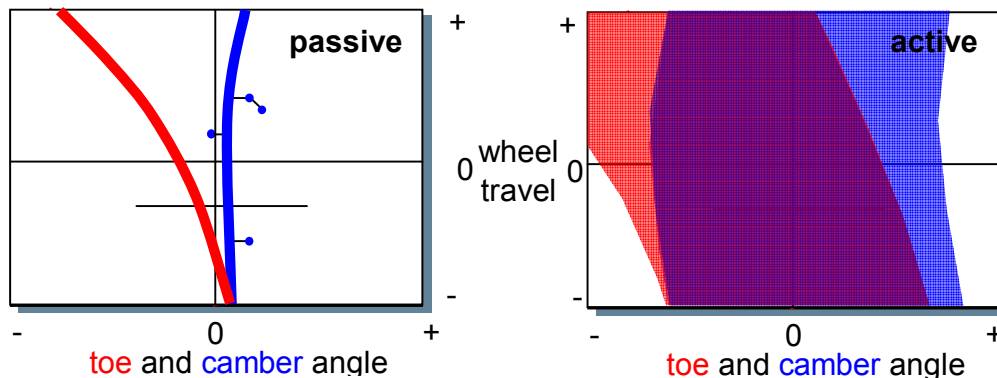 passive
+
0
-
- 0 +
toe and camber angle
wheel
travel
active
+
0
-
- 0 +
toe and camber angle